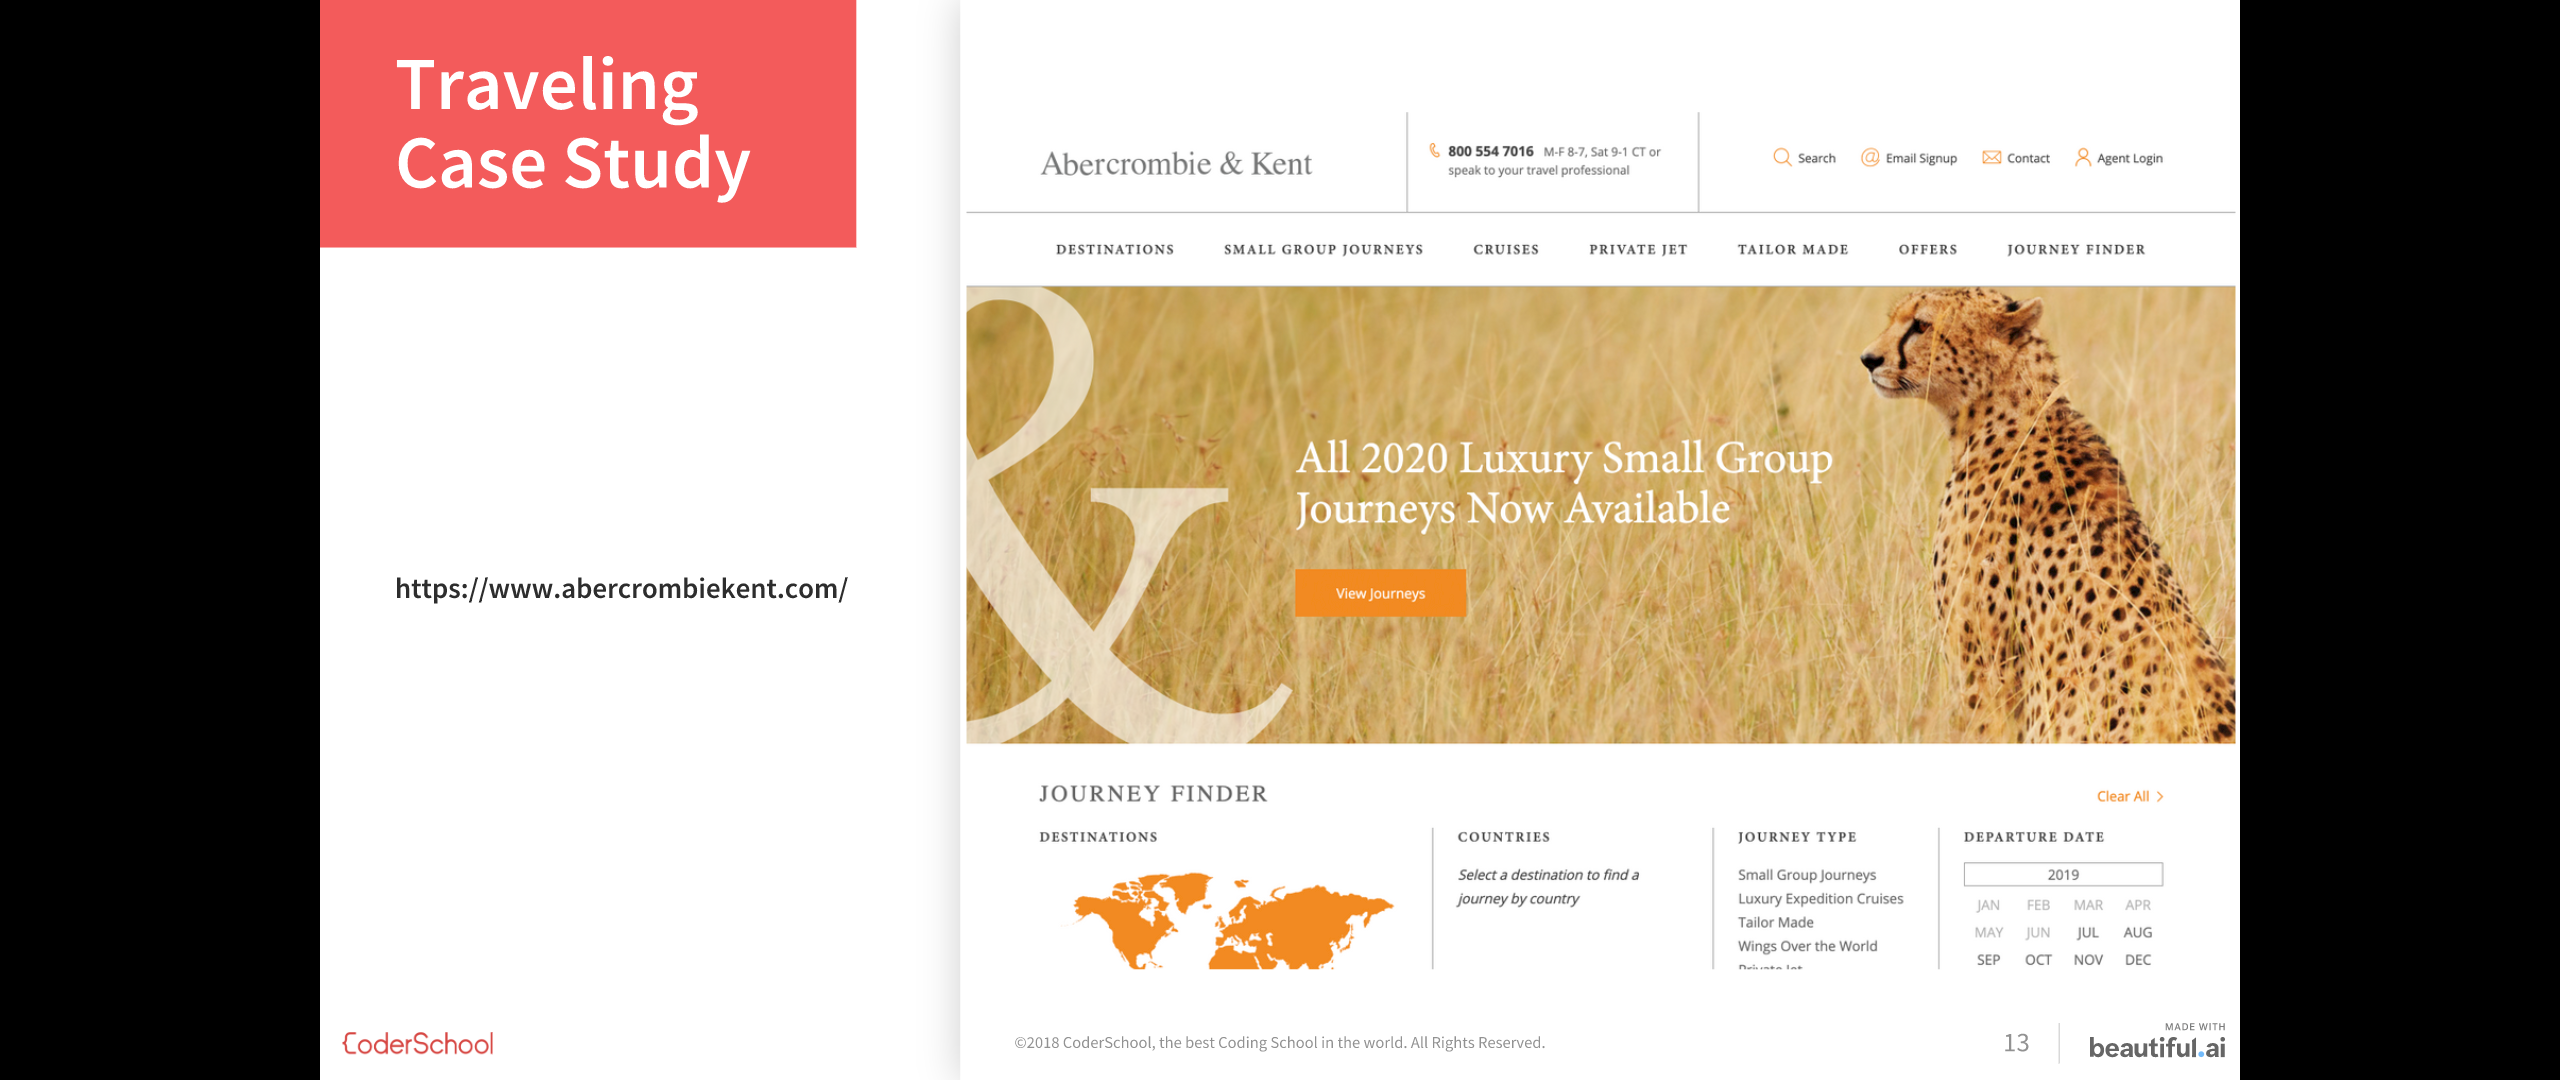 Traveling
Case Study
https://www.abercrombiekent.com/
Abercrombie & Kent
800 554 7016 M-F 8-7, Sat 9-1 CT or
speak to your travel professional
Search
Email Signup
Contact
Agent Login
DESTINATIONS
SMALL GROUP JOURNEYS
CRUISES
PRIVATE JET
TAILOR MADE
OFFERS
JOURNEY FINDER
&
All 2020 Luxury Small Group
Journeys Now Available
View Journeys
JOURNEY FINDER
Clear All >
DESTINATIONS
COUNTRIES
Select a destination to find a
journey by country
JOURNEY TYPE
Small Group Journeys
Luxury Expedition Cruises
Tailor Made
Wings Over the World
Private Jet
DEPARTURE DATE
2019
JAN FEB MAR APR
MAY JUN JUL AUG
SEP OCT NOV DEC
{CoderSchool
©2018 CoderSchool, the best Coding School in the world. All Rights Reserved.
13
MADE WITH
beautiful.ai